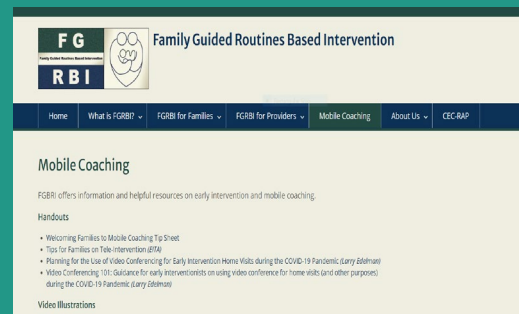 F G
Family Guided Routines Based Intervention
R B I
Family Guided Routines Based Intervention
Home What is FGRBI? FGRBI for Families FGRBI for Providers Mobile Coaching About Us CEC-RAP
Mobile Coaching
FGBRI offers information and helpful resources on early intervention and mobile coaching.
Handouts
• Welcoming Families to Mobile Coaching Tip Sheet
• Tips for Families on Tele-Intervention (EITA)
• Planning for the Use of Video Conferencing for Early Intervention Home Visits during the COVID-19 Pandemic (Larry Edelman)
• Video Conferencing 101: Guidance for early interventionists on using video conference for home visits (and other purposes)
during the COVID-19 Pandemic (Larry Edelman)
Video Illustrations